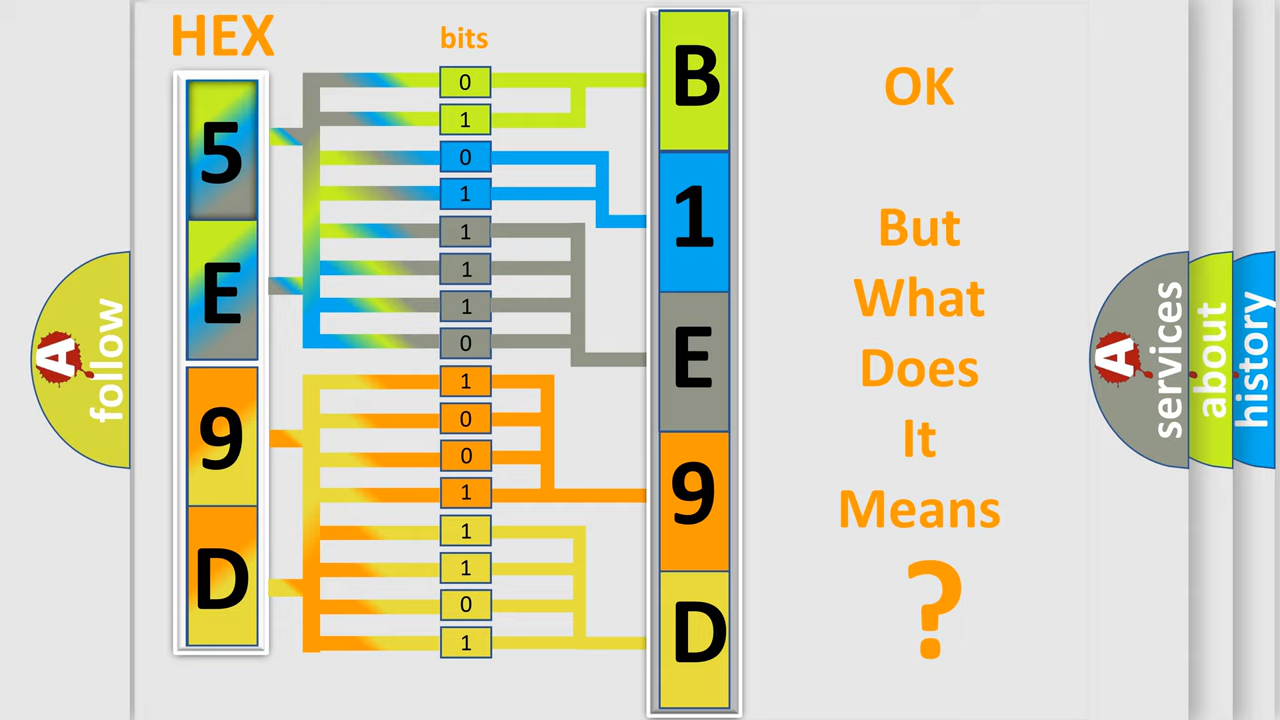 HEX
bits
5
E
9
D
0
1
0
1
1
1
1
0
1
0
0
1
1
1
0
1
B
1
E
9
D
OK
But
What
Does
It
Means
?
A
follow
A
services
about
history